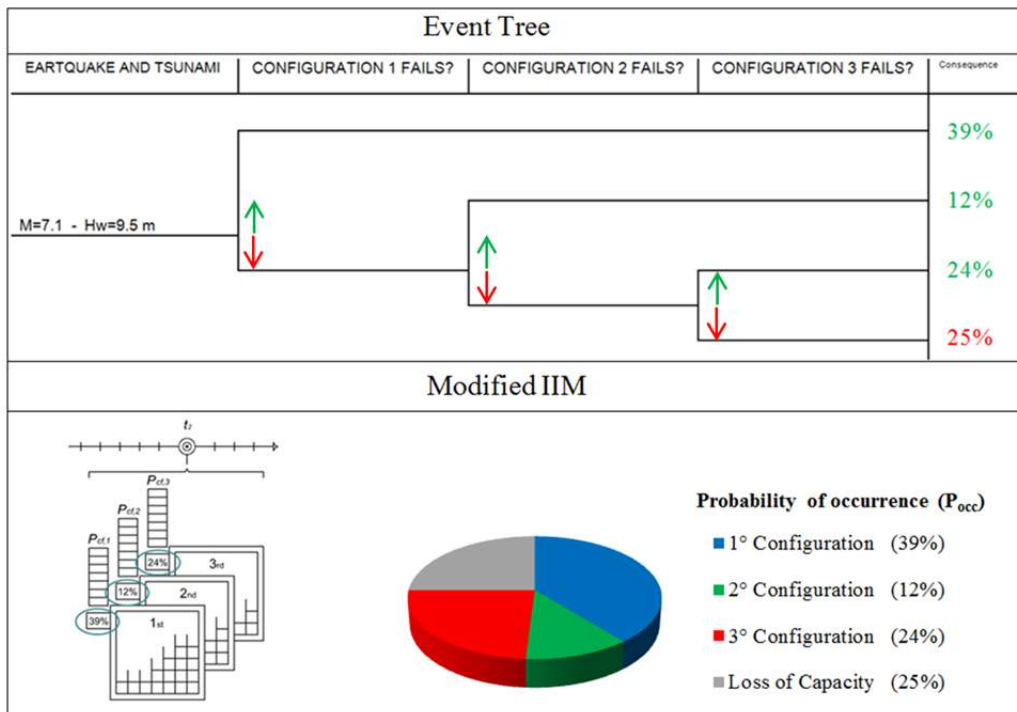 Event Tree
EARTQUAKE AND TSUNAMI
CONFIGURATION 1 FAILS?
CONFIGURATION 2 FAILS?
CONFIGURATION 3 FAILS?
Consequence
39%
12%
M=7.1 - Hw=9.5 m
24%
25%
Modified IIM
t₂
Pcf,3
Pcf,2
Pcf,1
24%
3rd
12%
2nd
39%
1st
Probability of occurrence (Pocc)
1° Configuration (39%)
2° Configuration (12%)
3° Configuration (24%)
Loss of Capacity (25%)